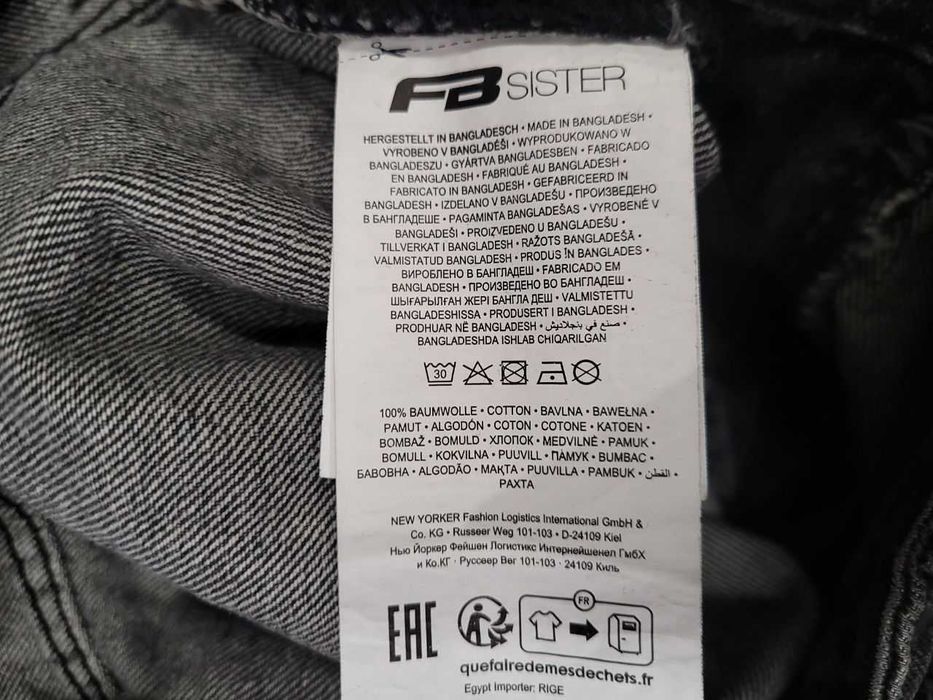 FB SISTER
HERGESTELLT IN BANGLADESCH • MADE IN BANGLADESH •
VYROBENO V BANGLADÉŠI • WYPRODUKOWANO W
BANGLADESZU • GYÁRTVA BANGLADESBEN • FABRICADO
EN BANGLADESH • FABRIQUÉ AU BANGLADESH •
FABRICATO IN BANGLADESH • GEFABRICEERD IN
BANGLADESH • IZDELANO V BANGLADEŠU • ПРОИЗВЕДЕНО
В БАНГЛАДЕШЕ • PAGAMINTA BANGLADEŠAS • VYROBENÉ V
BANGLADEŠI • PROIZVEDENO U BANGLADEŠU •
TILLVERKAT I BANGLADESH • RAŽOTS BANGLADEŠĀ •
VALMISTATUD BANGLADESH • PRODUS ÎN BANGLADES •
ВИРОБЛЕНО В БАНГЛАДЕШ • FABRICADO EM
BANGLADESH • ПРОИЗВЕДЕНО ВО БАНГЛАДЕШ •
ШЫҒАРЫЛҒАН ЖЕРІ БАНГЛА ДЕШ • VALMISTETTU
BANGLADESHISSA • PRODUSERT I BANGLADESH •
PRODHUAR NË BANGLADESH • صنع في بنجلاديش •
BANGLADESHDA ISHLAB CHIQARILGAN
30
100% BAUMWOLLE • COTTON • BAVLNA • BAWEŁNA •
PAMUT • ALGODÓN • COTON • COTONE • KATOEN •
BOMBAŽ • BOMULD • ХЛОПОК • MEDVILNĖ • PAMUK •
BOMULL • KOKVILNA • PUUVILL • ПАМУК • BUMBAC •
БАВОВНА • ALGODÃO • МАҚТА • PUUVILLA • PAMBUK • القطن •
PAXTA
NEW YORKER Fashion Logistics International GmbH &
Co. KG • Russeer Weg 101-103 • D-24109 Kiel
Нью Йоркер Фейшен Логистикс Интернейшенел ГмбХ
и Ко.КГ · Руссеер Вег 101-103 · 24109 Киль
EAC
FR
quefairedemesdechets.fr
Egypt Importer: RIGE